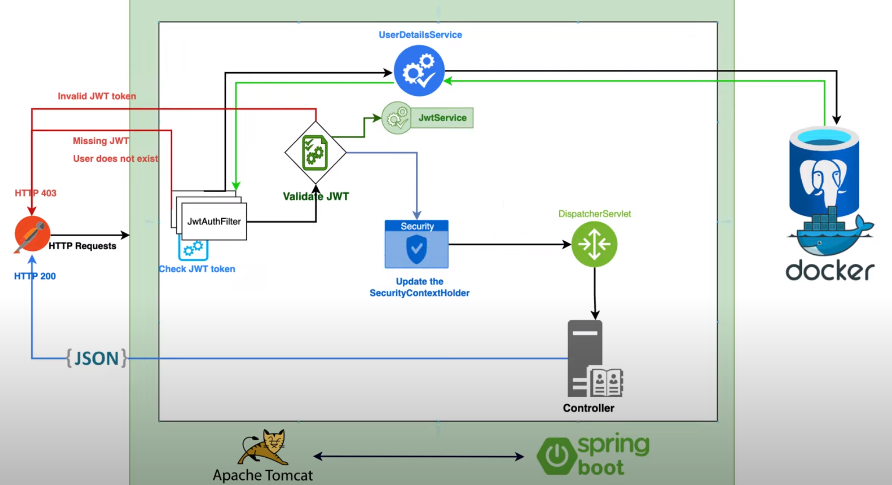 UserDetailsService
Invalid JWT token
JwtService
Missing JWT
User does not exist
Validate JWT
HTTP 403
JwtAuthFilter
HTTP Requests
Check JWT token
HTTP 200
Security
Update the
SecurityContextHolder
DispatcherServlet
docker
{JSON}
Controller
Apache Tomcat
spring
boot